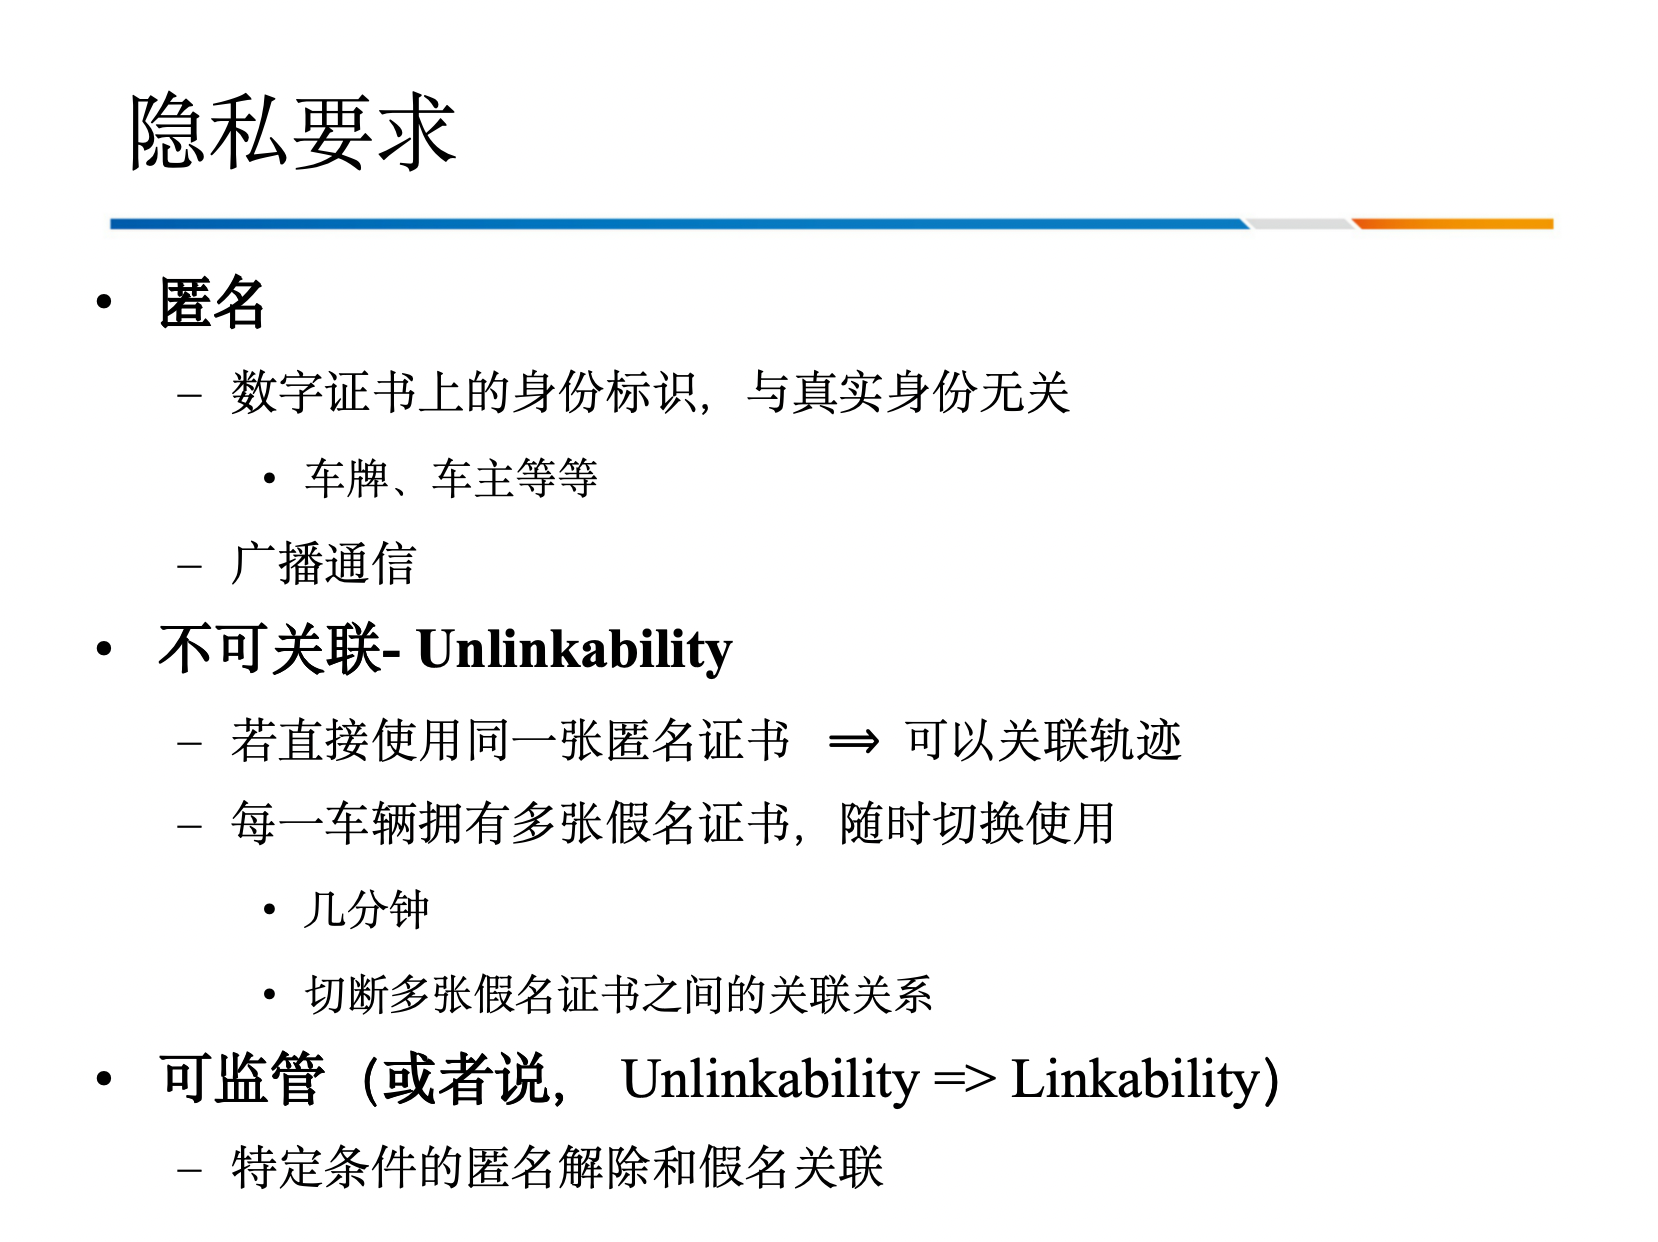 隐私要求
• 匿名
– 数字证书上的身份标识，与真实身份无关
• 车牌、车主等等
– 广播通信
• 不可关联- Unlinkability
– 若直接使用同一张匿名证书 ⟹ 可以关联轨迹
– 每一车辆拥有多张假名证书，随时切换使用
• 几分钟
• 切断多张假名证书之间的关联关系
• 可监管（或者说， Unlinkability => Linkability）
– 特定条件的匿名解除和假名关联